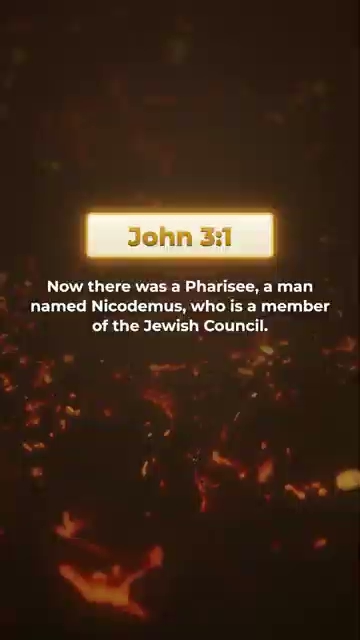 John 3:1
Now there was a Pharisee, a man
named Nicodemus, who is a member
of the Jewish Council.